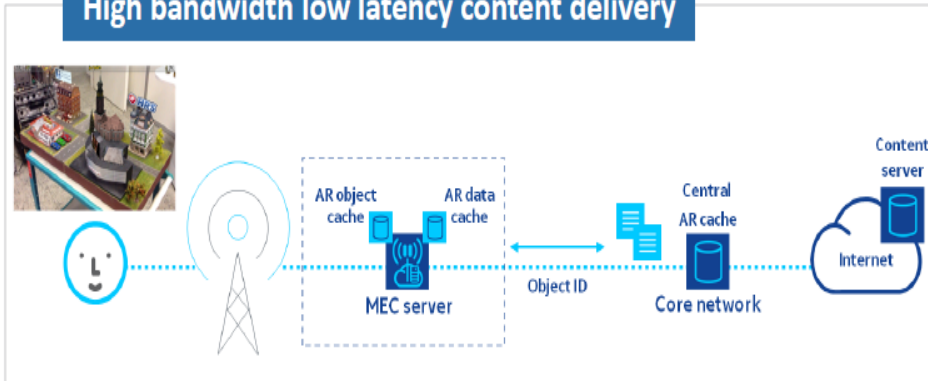 High bandwidth low latency content delivery
AR object
cache
AR data
cache
MEC server
Object ID
Central
AR cache
Core network
Content
server
Internet